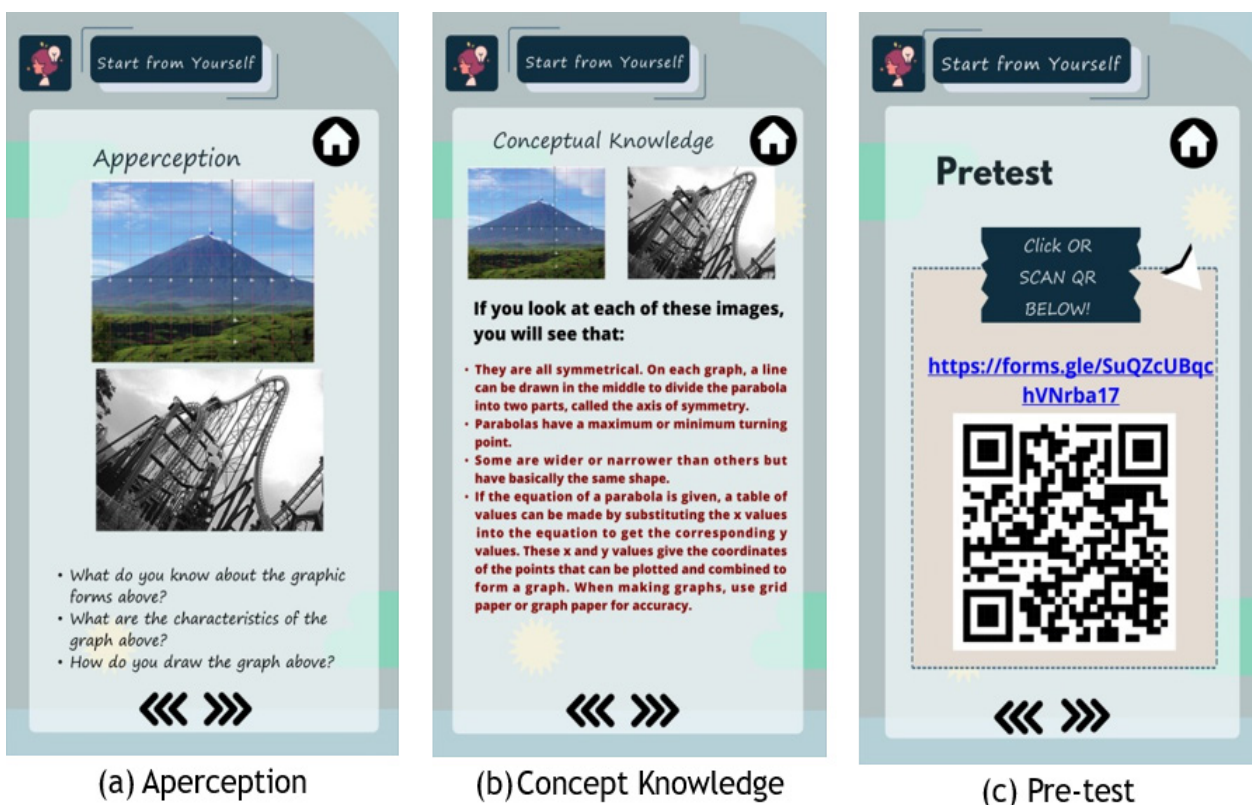 Start from Yourself
Apperception
• What do you know about the graphic
forms above?
• What are the characteristics of the
graph above?
• How do you draw the graph above?
(a) Aperception
Start from Yourself
Conceptual Knowledge
If you look at each of these images,
you will see that:
• They are all symmetrical. On each graph, a line
can be drawn in the middle to divide the parabola
into two parts, called the axis of symmetry.
• Parabolas have a maximum or minimum turning
point.
• Some are wider or narrower than others but
have basically the same shape.
• If the equation of a parabola is given, a table of
values can be made by substituting the x values
into the equation to get the corresponding y
values. These x and y values give the coordinates
of the points that can be plotted and combined to
form a graph. When making graphs, use grid
paper or graph paper for accuracy.
(b) Concept Knowledge
Start from Yourself
Pretest
Click OR
SCAN QR
BELOW!
https://forms.gle/SuQZcUBqc
hVNrba17
(c) Pre-test